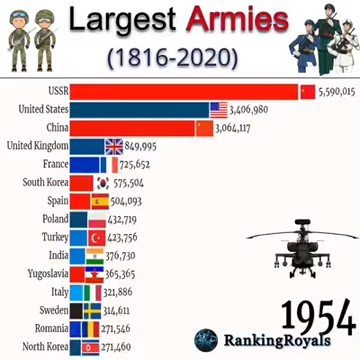 Largest Armies
(1816-2020)
USSR 5,590,015
United States 3,406,980
China 3,064,117
United Kingdom 849,995
France 725,652
South Korea 575,504
Spain 504,093
Poland 432,719
Turkey 423,756
India 376,730
Yugoslavia 365,365
Italy 321,886
Sweden 314,611
Romania 271,546
North Korea 271,460
1954
RankingRoyals